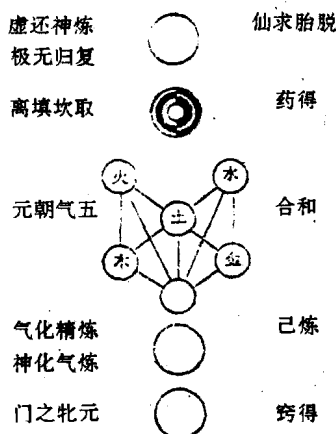 虚还神炼
极无归复
仙求胎脱
离填坎取
药得
火
水
元朝气五
土
合和
木
金
气化精炼
神化气炼
己炼
门之牝元
窍得